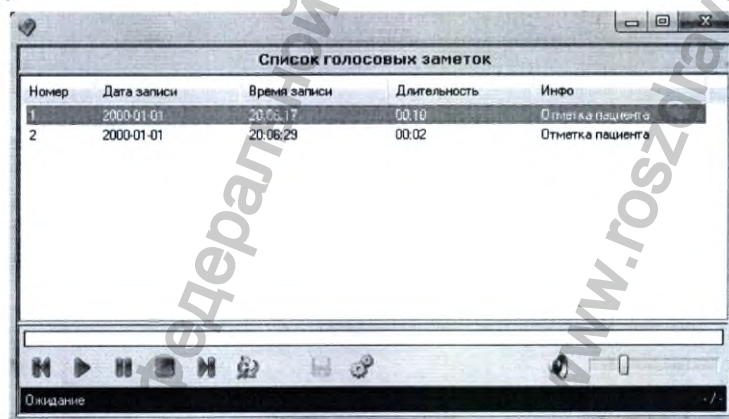 Список голосовых заметок
Номер Дата записи Время записи Длительность Инфо
1 2000-01-01 20:06:17 00:10 Отметка пациента
2 2000-01-01 20:06:29 00:02 Отметка пациента
Ожидание -/-